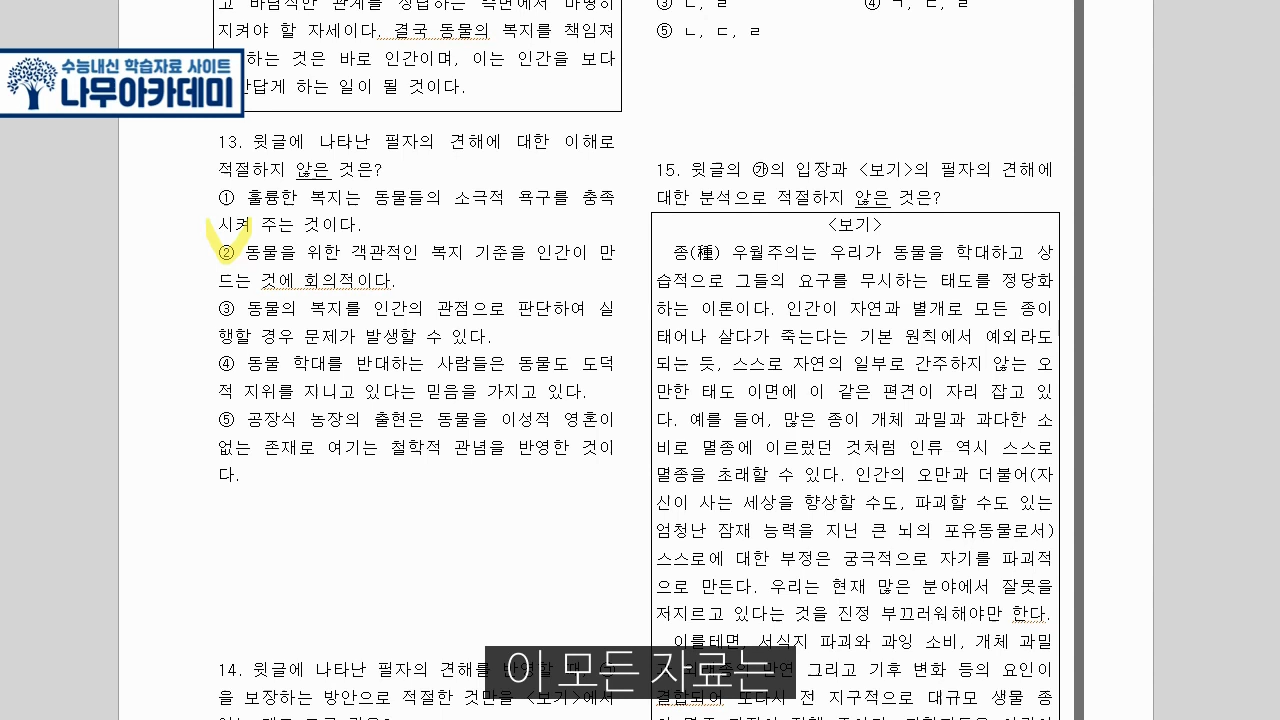 고 바람직한 관계를 정립하는 측면에서 마땅히
지켜야 할 자세이다. 결국 동물의 복지를 책임져
하는 것은 바로 인간이며, 이는 인간을 보다
답게 하는 일이 될 것이다.
수능내신 학습자료 사이트
나무아카데미
13. 윗글에 나타난 필자의 견해에 대한 이해로
적절하지 않은 것은?
① 훌륭한 복지는 동물들의 소극적 욕구를 충족
시켜 주는 것이다.
② 동물을 위한 객관적인 복지 기준을 인간이 만
드는 것에 회의적이다.
③ 동물의 복지를 인간의 관점으로 판단하여 실
행할 경우 문제가 발생할 수 있다.
④ 동물 학대를 반대하는 사람들은 동물도 도덕
적 지위를 지니고 있다는 믿음을 가지고 있다.
⑤ 공장식 농장의 출현은 동물을 이성적 영혼이
없는 존재로 여기는 철학적 관념을 반영한 것이
다.
14. 윗글에 나타난 필자의 견해를 반영할 때,
을 보장하는 방안으로 적절한 것만을 <보기>에서
③ ㄴ, ㄹ ④ ㄱ, ㄷ, ㄹ
⑤ ㄴ, ㄷ, ㄹ
15. 윗글의 ㉮의 입장과 <보기>의 필자의 견해에
대한 분석으로 적절하지 않은 것은?
<보기>
종(種) 우월주의는 우리가 동물을 학대하고 상
습적으로 그들의 요구를 무시하는 태도를 정당화
하는 이론이다. 인간이 자연과 별개로 모든 종이
태어나 살다가 죽는다는 기본 원칙에서 예외라도
되는 듯, 스스로 자연의 일부로 간주하지 않는 오
만한 태도 이면에 이 같은 편견이 자리 잡고 있
다. 예를 들어, 많은 종이 개체 과밀과 과다한 소
비로 멸종에 이르렀던 것처럼 인류 역시 스스로
멸종을 초래할 수 있다. 인간의 오만과 더불어(자
신이 사는 세상을 향상할 수도, 파괴할 수도 있는
엄청난 잠재 능력을 지닌 큰 뇌의 포유동물로서)
스스로에 대한 부정은 궁극적으로 자기를 파괴적
으로 만든다. 우리는 현재 많은 분야에서 잘못을
저지르고 있다는 것을 진정 부끄러워해야만 한다.
이를테면, 서식지 파괴와 과잉 소비, 개체 과밀
만연 그리고 기후 변화 등의 요인이
결합되어 또다시 전 지구적으로 대규모 생물 종
이 모든 자료는